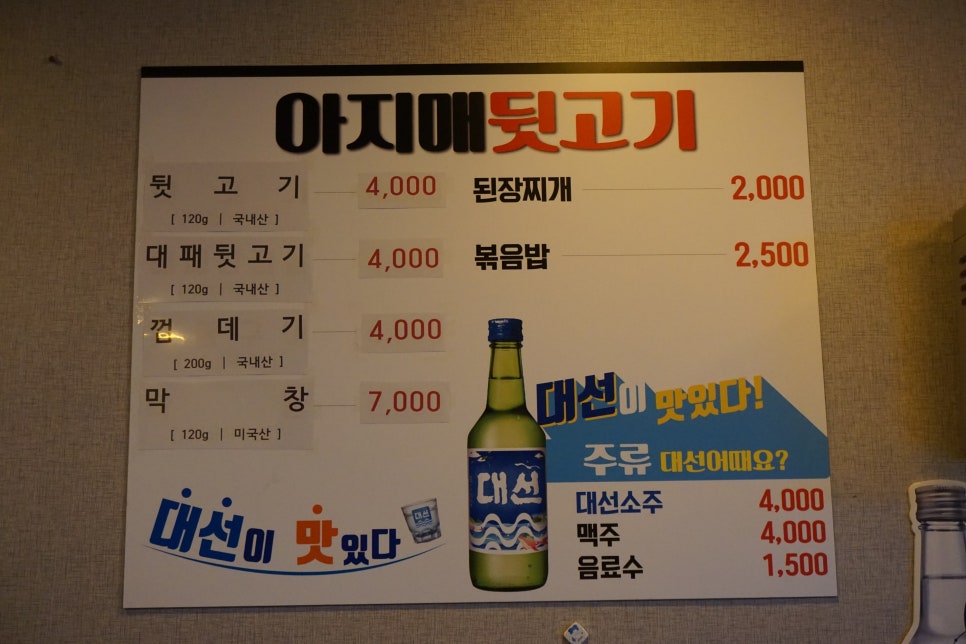 아지매뒷고기
뒷 고 기 4,000
[ 120g | 국내산 ]
대패뒷고기 4,000
[ 120g | 국내산 ]
껍 데 기 4,000
[ 200g | 국내산 ]
막 창 7,000
[ 120g | 미국산 ]
된장찌개 2,000
볶음밥 2,500
대선이 맛있다!
주류 대선어때요?
대선소주 4,000
맥주 4,000
음료수 1,500
대선
대선이 맛있다
대선